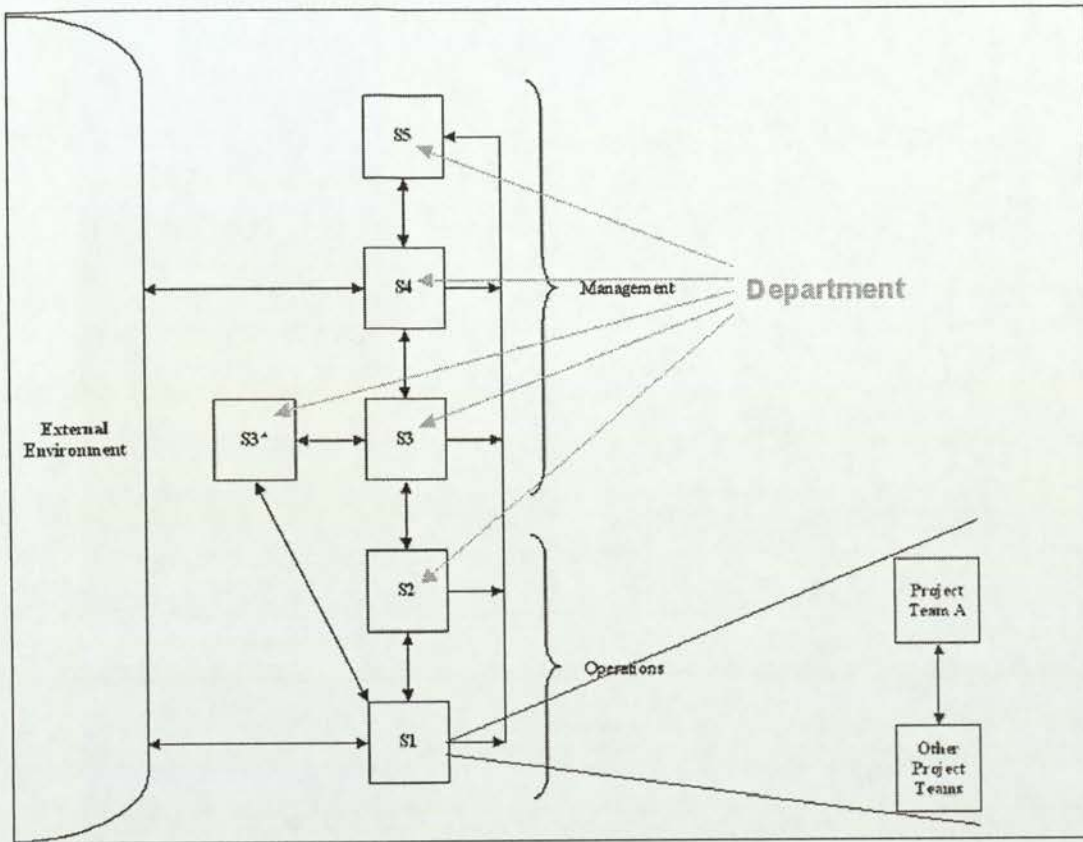 S5
S4
Management
Department
External
Environment
S3*
S3
S2
Project
Team A
Operations
S1
Other
Project
Teams